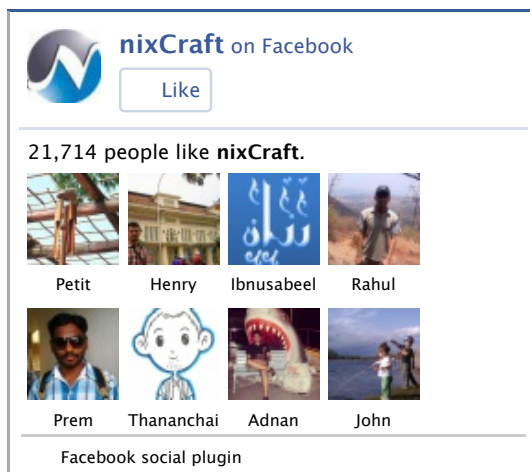 nixCraft on Facebook
Like
21,714 people like nixCraft.
Petit Henry Ibnusabeel Rahul
Prem Thananchai Adnan John
Facebook social plugin